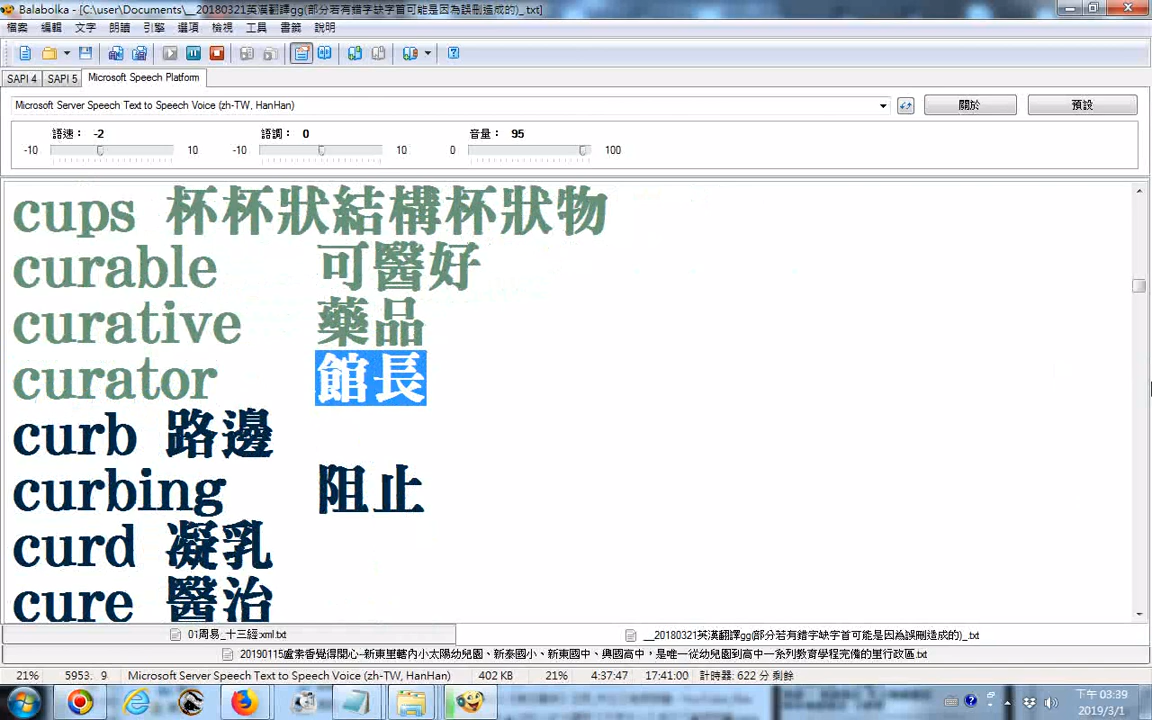 Balabolka - [C:\user\Documents\__20180321英漢翻譯gg(部分若有錯字缺字首可能是因為誤刪造成的)_.txt]
檔案 編輯 文字 朗讀 引擎 選項 檢視 工具 書籤 說明
SAPI 4 SAPI 5 Microsoft Speech Platform
Microsoft Server Speech Text to Speech Voice (zh-TW, HanHan) 關於 預設
語速： -2 語調： 0 音量： 95
-10 10 -10 10 0 100
cups 杯杯狀結構杯狀物
curable 可醫好
curative 藥品
curator 館長
curb 路邊
curbing 阻止
curd 凝乳
cure 醫治
01周易_十三經.xml.txt __20180321英漢翻譯gg(部分若有錯字缺字首可能是因為誤刪造成的)_.txt
20190115盧素香覺得開心-新東里轄內小太陽幼兒園、新泰國小、新東國中、興國高中，是唯一從幼兒園到高中一系列教育學程完備的里行政區.txt
21% 5953. 9 Microsoft Server Speech Text to Speech Voice (zh-TW, HanHan) 402 KB 21% 4:37:47 17:41:00 計時器: 622 分 剩餘
下午 03:39
2019/3/1